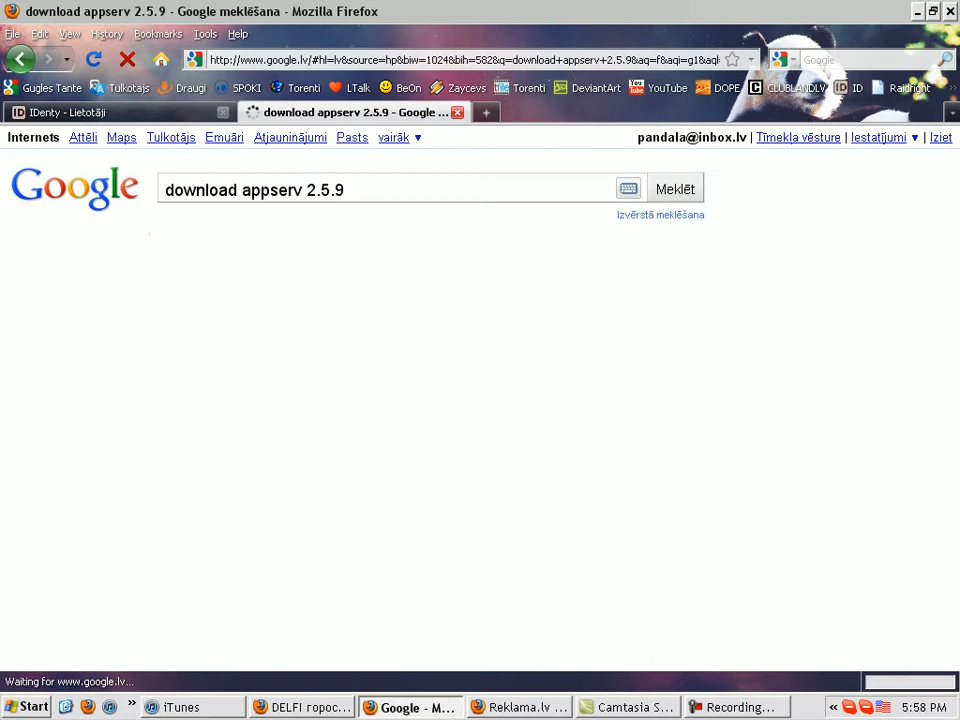 download appserv 2.5.9 - Google meklēšana - Mozilla Firefox
File Edit View History Bookmarks Tools Help
http://www.google.lv/#hl=lv&source=hp&biw=1024&bih=582&q=download+appserv+2.5.9&aq=f&aqi=g1&aql Google
Gugles Tante Tulkotajs Draugi SPOKI Torenti LTalk BeOn Zaycevs Torenti DeviantArt YouTube DOPE CLUBLANDLV ID Raidright
IDenty - Lietotāji download appserv 2.5.9 - Google ...
Internets Attēli Maps Tulkotājs Emuāri Atjauninājumi Pasts vairāk ▼ pandala@inbox.lv | Tīmekļa vēsture | Iestatījumi ▼ | Iziet
Google download appserv 2.5.9 Meklēt
Izvērstā meklēšana
Waiting for www.google.lv...
Start » iTunes DELFI ropoc... Google - M... Reklama.lv ... Camtasia S... Recording... « 5:58 PM